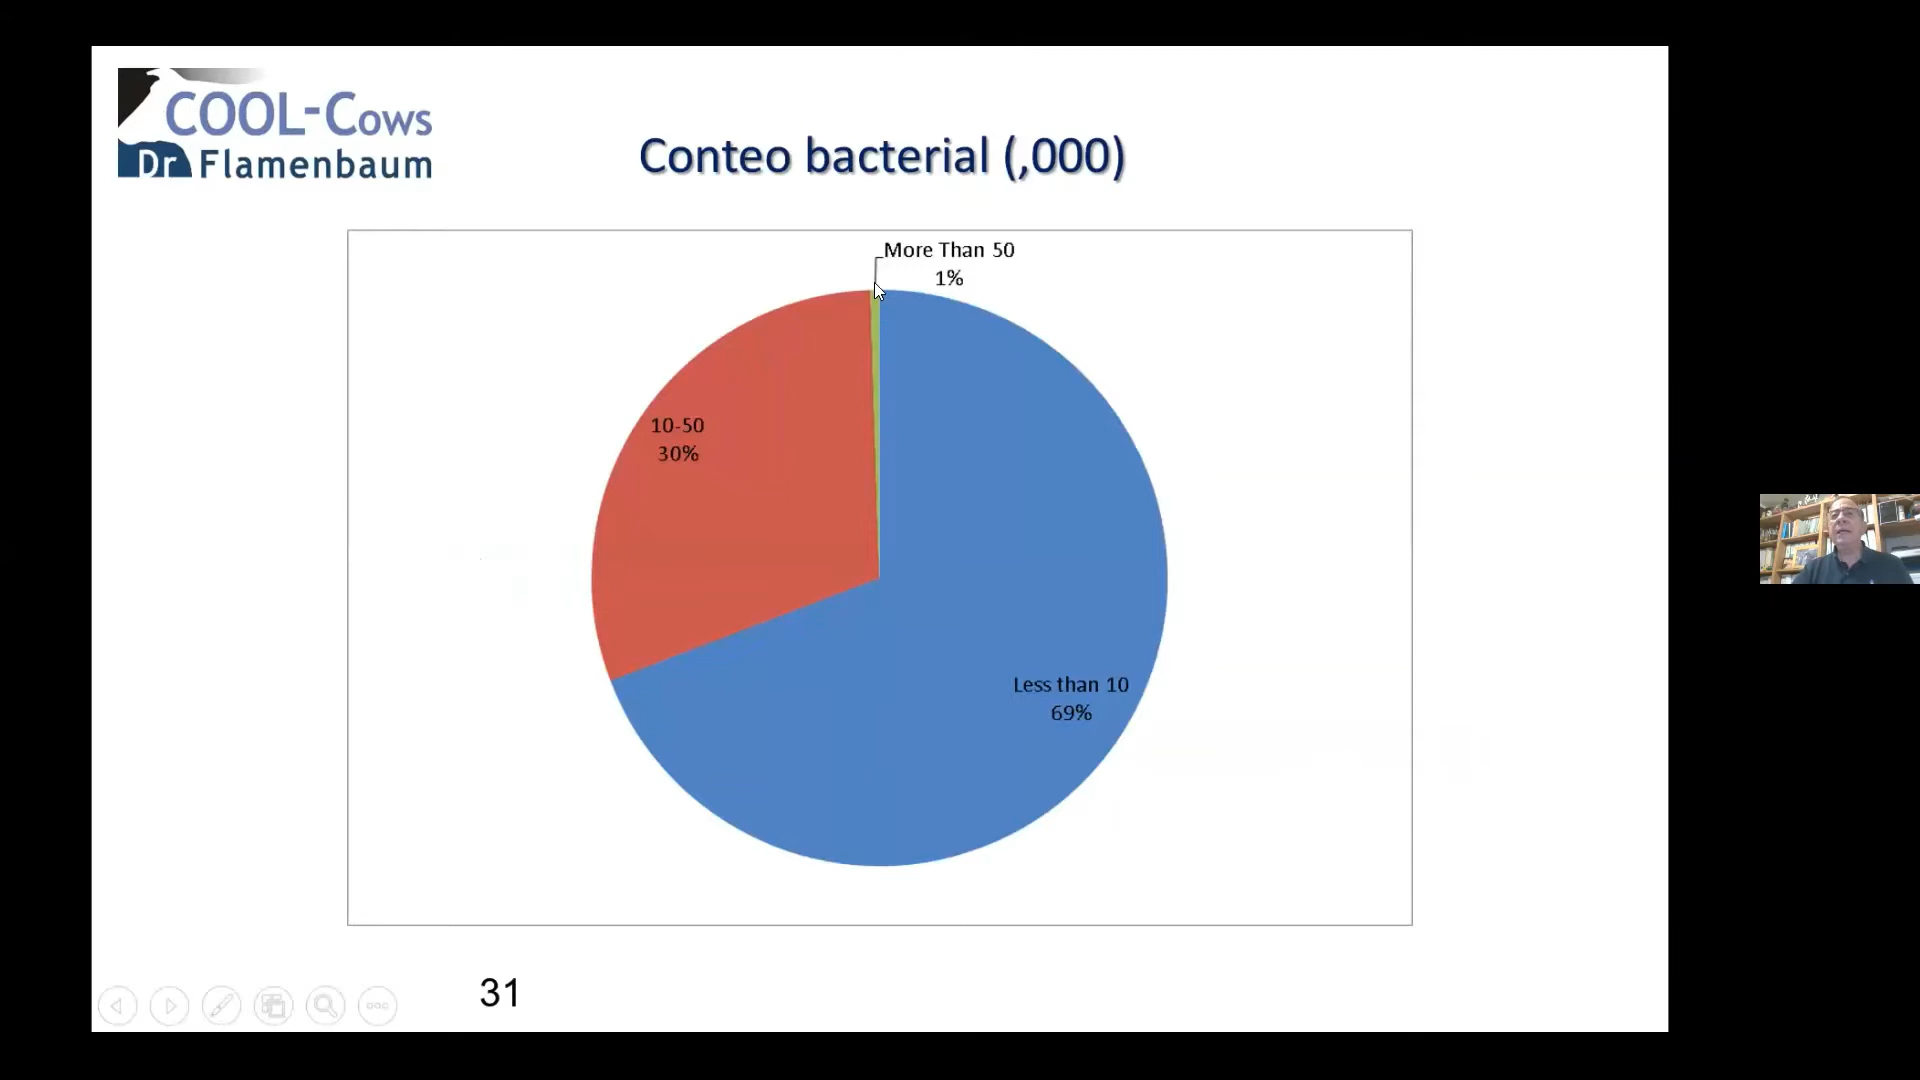 COOL-Cows
Dr Flamenbaum
Conteo bacterial (,000)
More Than 50
1%
10-50
30%
Less than 10
69%
31